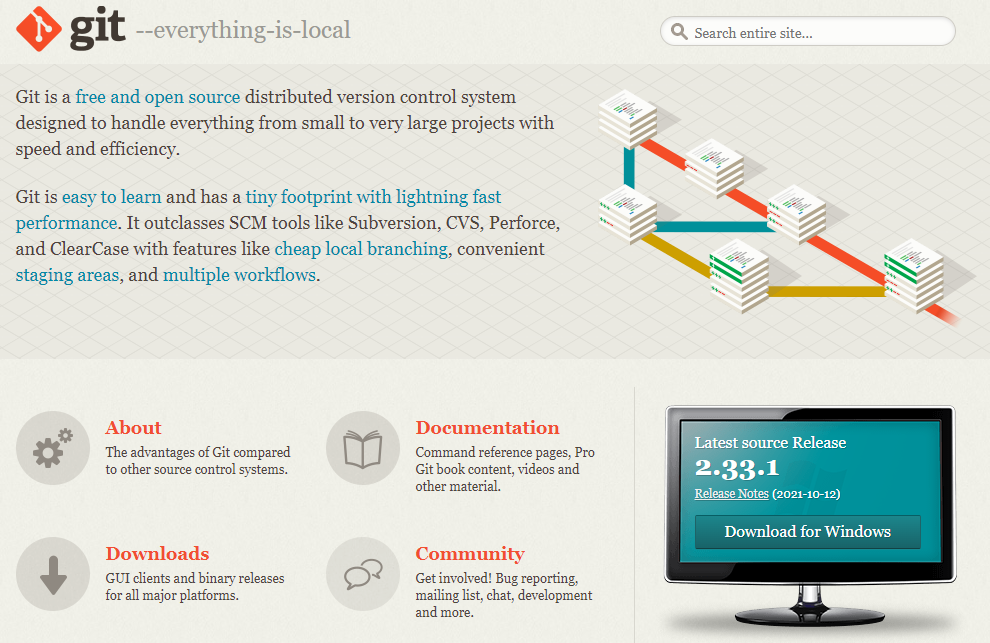 git --everything-is-local
Search entire site...
Git is a free and open source distributed version control system
designed to handle everything from small to very large projects with
speed and efficiency.
Git is easy to learn and has a tiny footprint with lightning fast
performance. It outclasses SCM tools like Subversion, CVS, Perforce,
and ClearCase with features like cheap local branching, convenient
staging areas, and multiple workflows.
About
The advantages of Git compared
to other source control systems.
Documentation
Command reference pages, Pro
Git book content, videos and
other material.
Downloads
GUI clients and binary releases
for all major platforms.
Community
Get involved! Bug reporting,
mailing list, chat, development
and more.
Latest source Release
2.33.1
Release Notes (2021-10-12)
Download for Windows